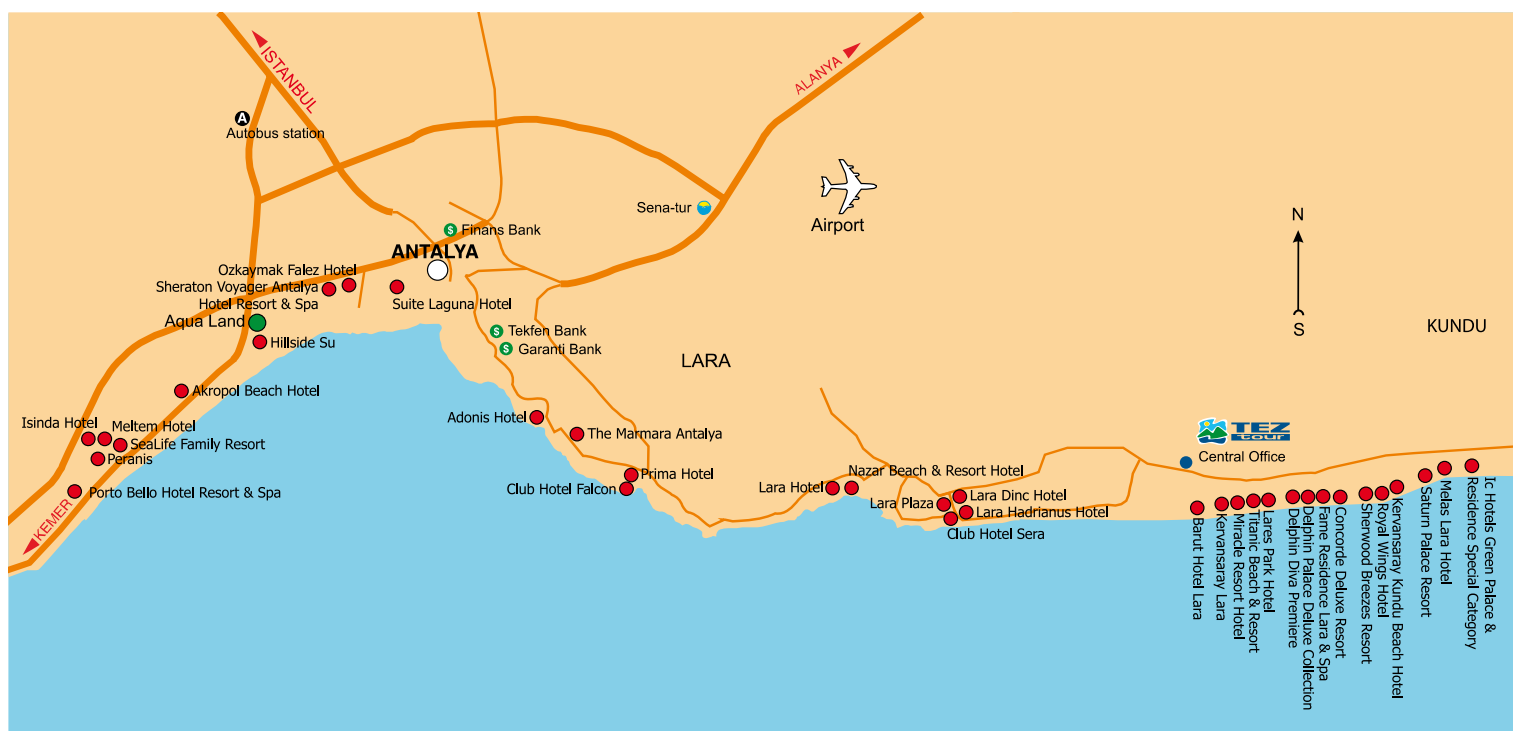 ISTANBUL
ALANYA
A
Autobus station
Sena-tur
Airport
N
S
KUNDU
$ Finans Bank
ANTALYA
Ozkaymak Falez Hotel
Sheraton Voyager Antalya
Hotel Resort & Spa
Suite Laguna Hotel
Aqua Land
Hillside Su
$ Tekfen Bank
$ Garanti Bank
LARA
Akropol Beach Hotel
Isinda Hotel
Meltem Hotel
SeaLife Family Resort
Peranis
Porto Bello Hotel Resort & Spa
KEMER
Adonis Hotel
The Marmara Antalya
Prima Hotel
Club Hotel Falcon
Nazar Beach & Resort Hotel
Lara Hotel
Lara Plaza
Lara Dinc Hotel
Lara Hadrianus Hotel
Club Hotel Sera
TEZ
tour
Central Office
Barut Hotel Lara
Kervansaray Lara
Miracle Resort Hotel
Titanic Beach & Resort
Lares Park Hotel
Delphin Diva Premiere
Delphin Palace Deluxe Collection
Fame Residence Lara & Spa
Concorde Deluxe Resort
Sherwood Breezes Resort
Royal Wings Hotel
Kervansaray Kundu Beach Hotel
Saturn Palace Resort
Melas Lara Hotel
Ic Hotels Green Palace &
Residence Special Category